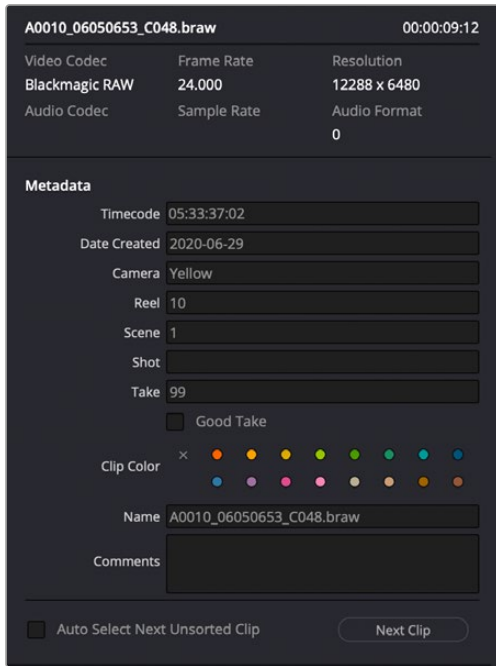 A0010_06050653_C048.braw 00:00:09:12
Video Codec Frame Rate Resolution
Blackmagic RAW 24.000 12288 x 6480
Audio Codec Sample Rate Audio Format
0
Metadata
Timecode 05:33:37:02
Date Created 2020-06-29
Camera Yellow
Reel 10
Scene 1
Shot
Take 99
Good Take
Clip Color ×
Name A0010_06050653_C048.braw
Comments
Auto Select Next Unsorted Clip Next Clip